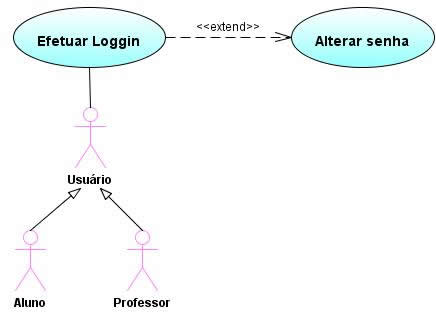 Efetuar Loggin
<<extend>>
Alterar senha
Usuário
Aluno
Professor